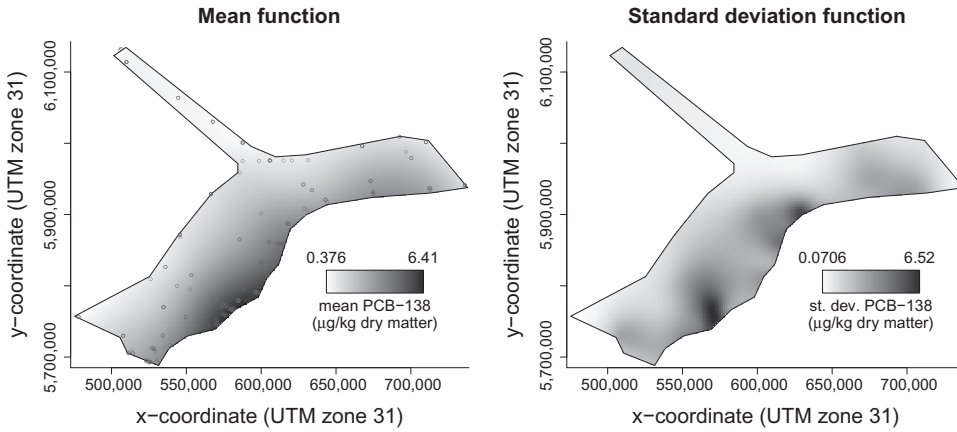 Mean function
y−coordinate (UTM zone 31)
6,100,000
5,900,000
5,700,000
0.376 6.41
mean PCB−138
(μg/kg dry matter)
500,000 550,000 600,000 650,000 700,000
x−coordinate (UTM zone 31)
Standard deviation function
y−coordinate (UTM zone 31)
6,100,000
5,900,000
5,700,000
0.0706 6.52
st. dev. PCB−138
(μg/kg dry matter)
500,000 550,000 600,000 650,000 700,000
x−coordinate (UTM zone 31)